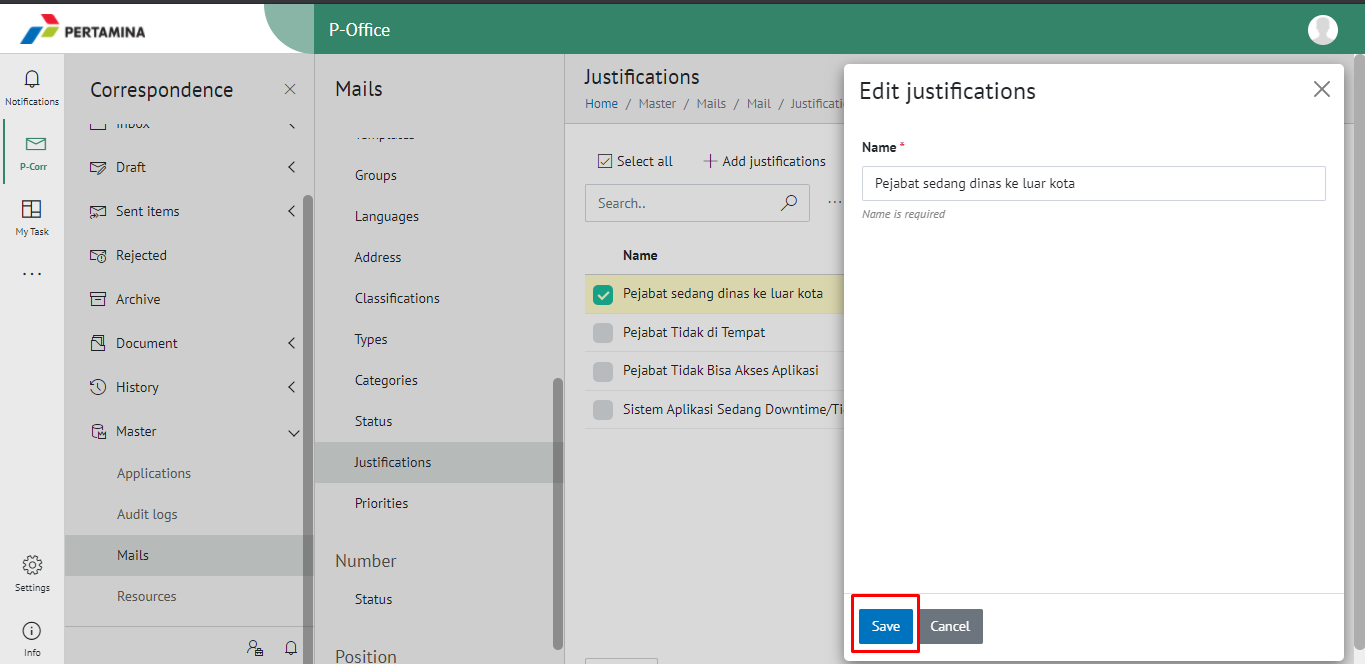 PERTAMINA
P-Office
Notifications
P-Corr
My Task
...
Settings
Info
Correspondence
Inbox
Draft
Sent items
Rejected
Archive
Document
History
Master
Applications
Audit logs
Mails
Resources
Mails
Templates
Groups
Languages
Address
Classifications
Types
Categories
Status
Justifications
Priorities
Number
Status
Position
Justifications
Home / Master / Mails / Mail / Justificati
Select all
Add justifications
Search..
...
Name
Pejabat sedang dinas ke luar kota
Pejabat Tidak di Tempat
Pejabat Tidak Bisa Akses Aplikasi
Sistem Aplikasi Sedang Downtime/Ti
Edit justifications
Name *
Pejabat sedang dinas ke luar kota
Name is required
Save
Cancel